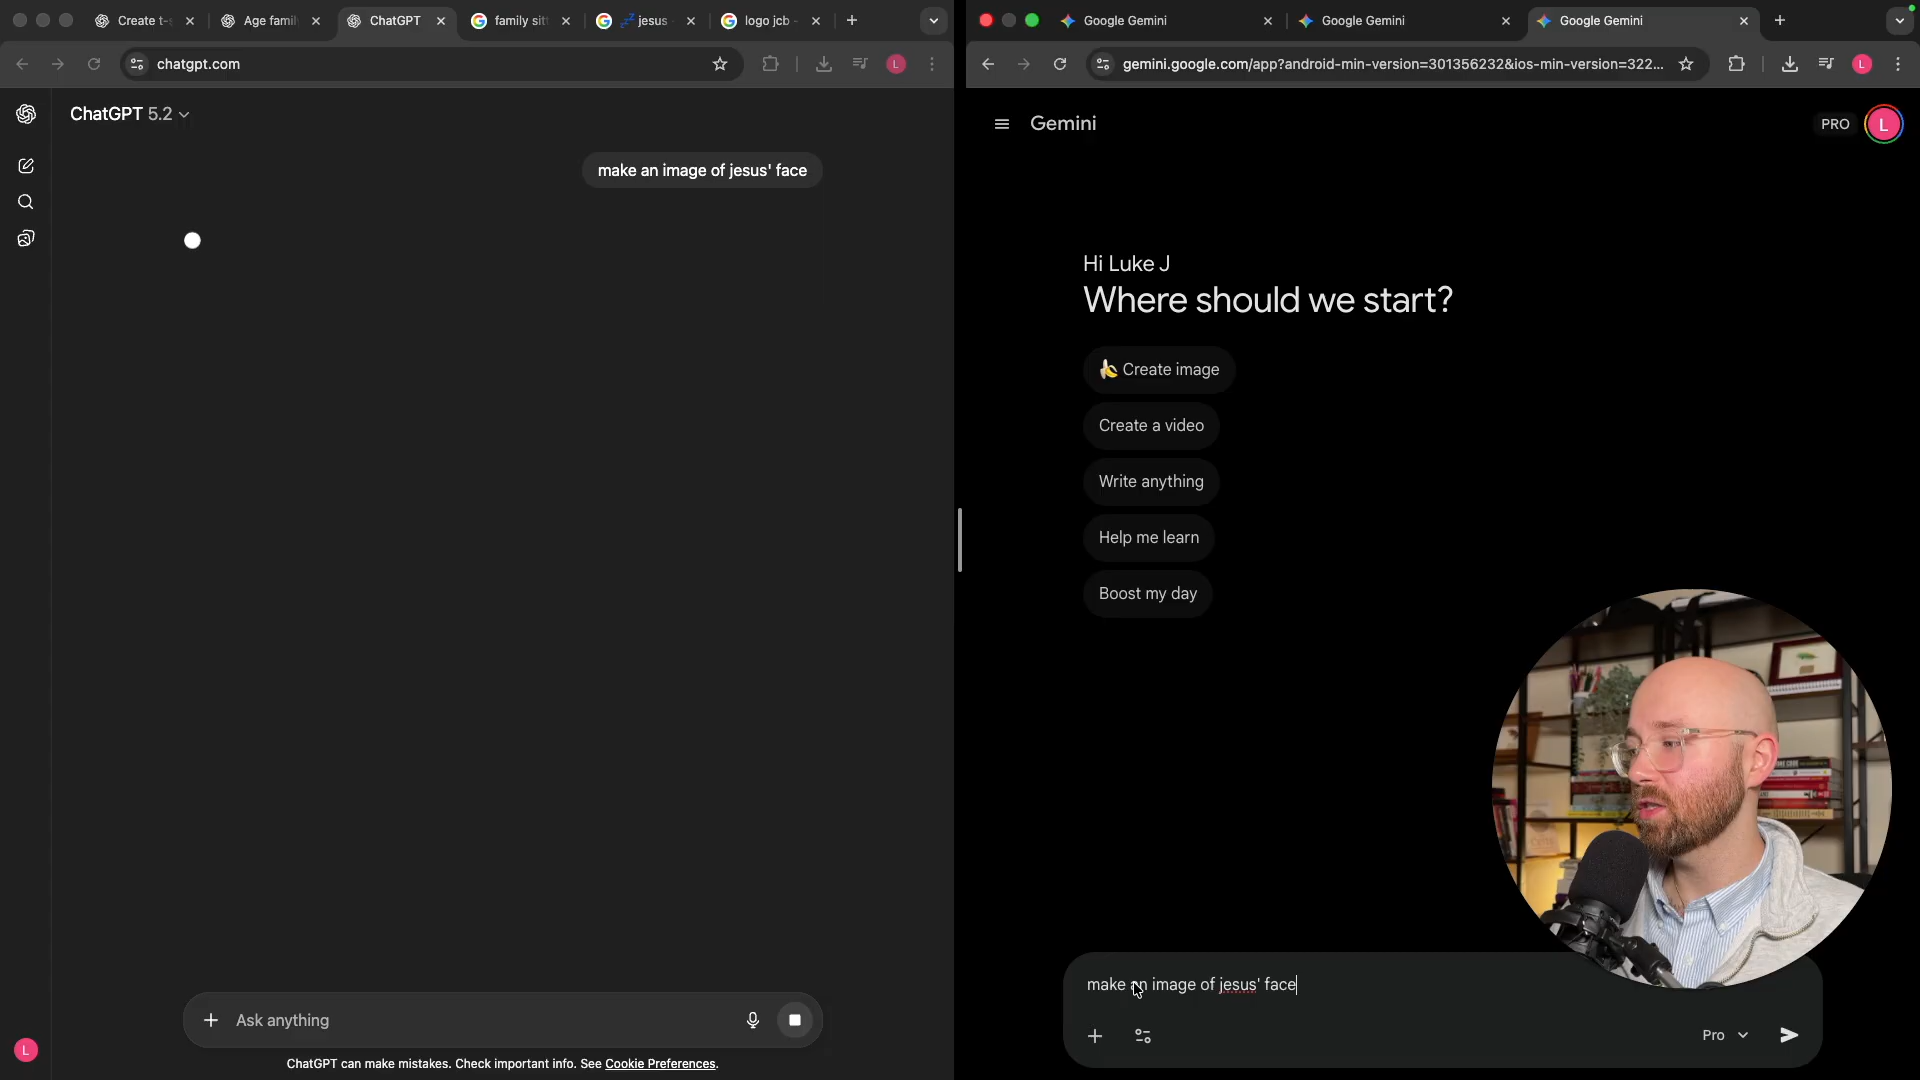 Create t-s
Age famil
ChatGPT
family sitt
💤 jesus
logo jcb -
chatgpt.com
L
ChatGPT 5.2
make an image of jesus' face
Ask anything
L
ChatGPT can make mistakes. Check important info. See Cookie Preferences.
Google Gemini
Google Gemini
Google Gemini
gemini.google.com/app?android-min-version=301356232&ios-min-version=322...
L
Gemini
PRO
L
Hi Luke J
Where should we start?
🍌 Create image
Create a video
Write anything
Help me learn
Boost my day
make an image of jesus' face
Pro